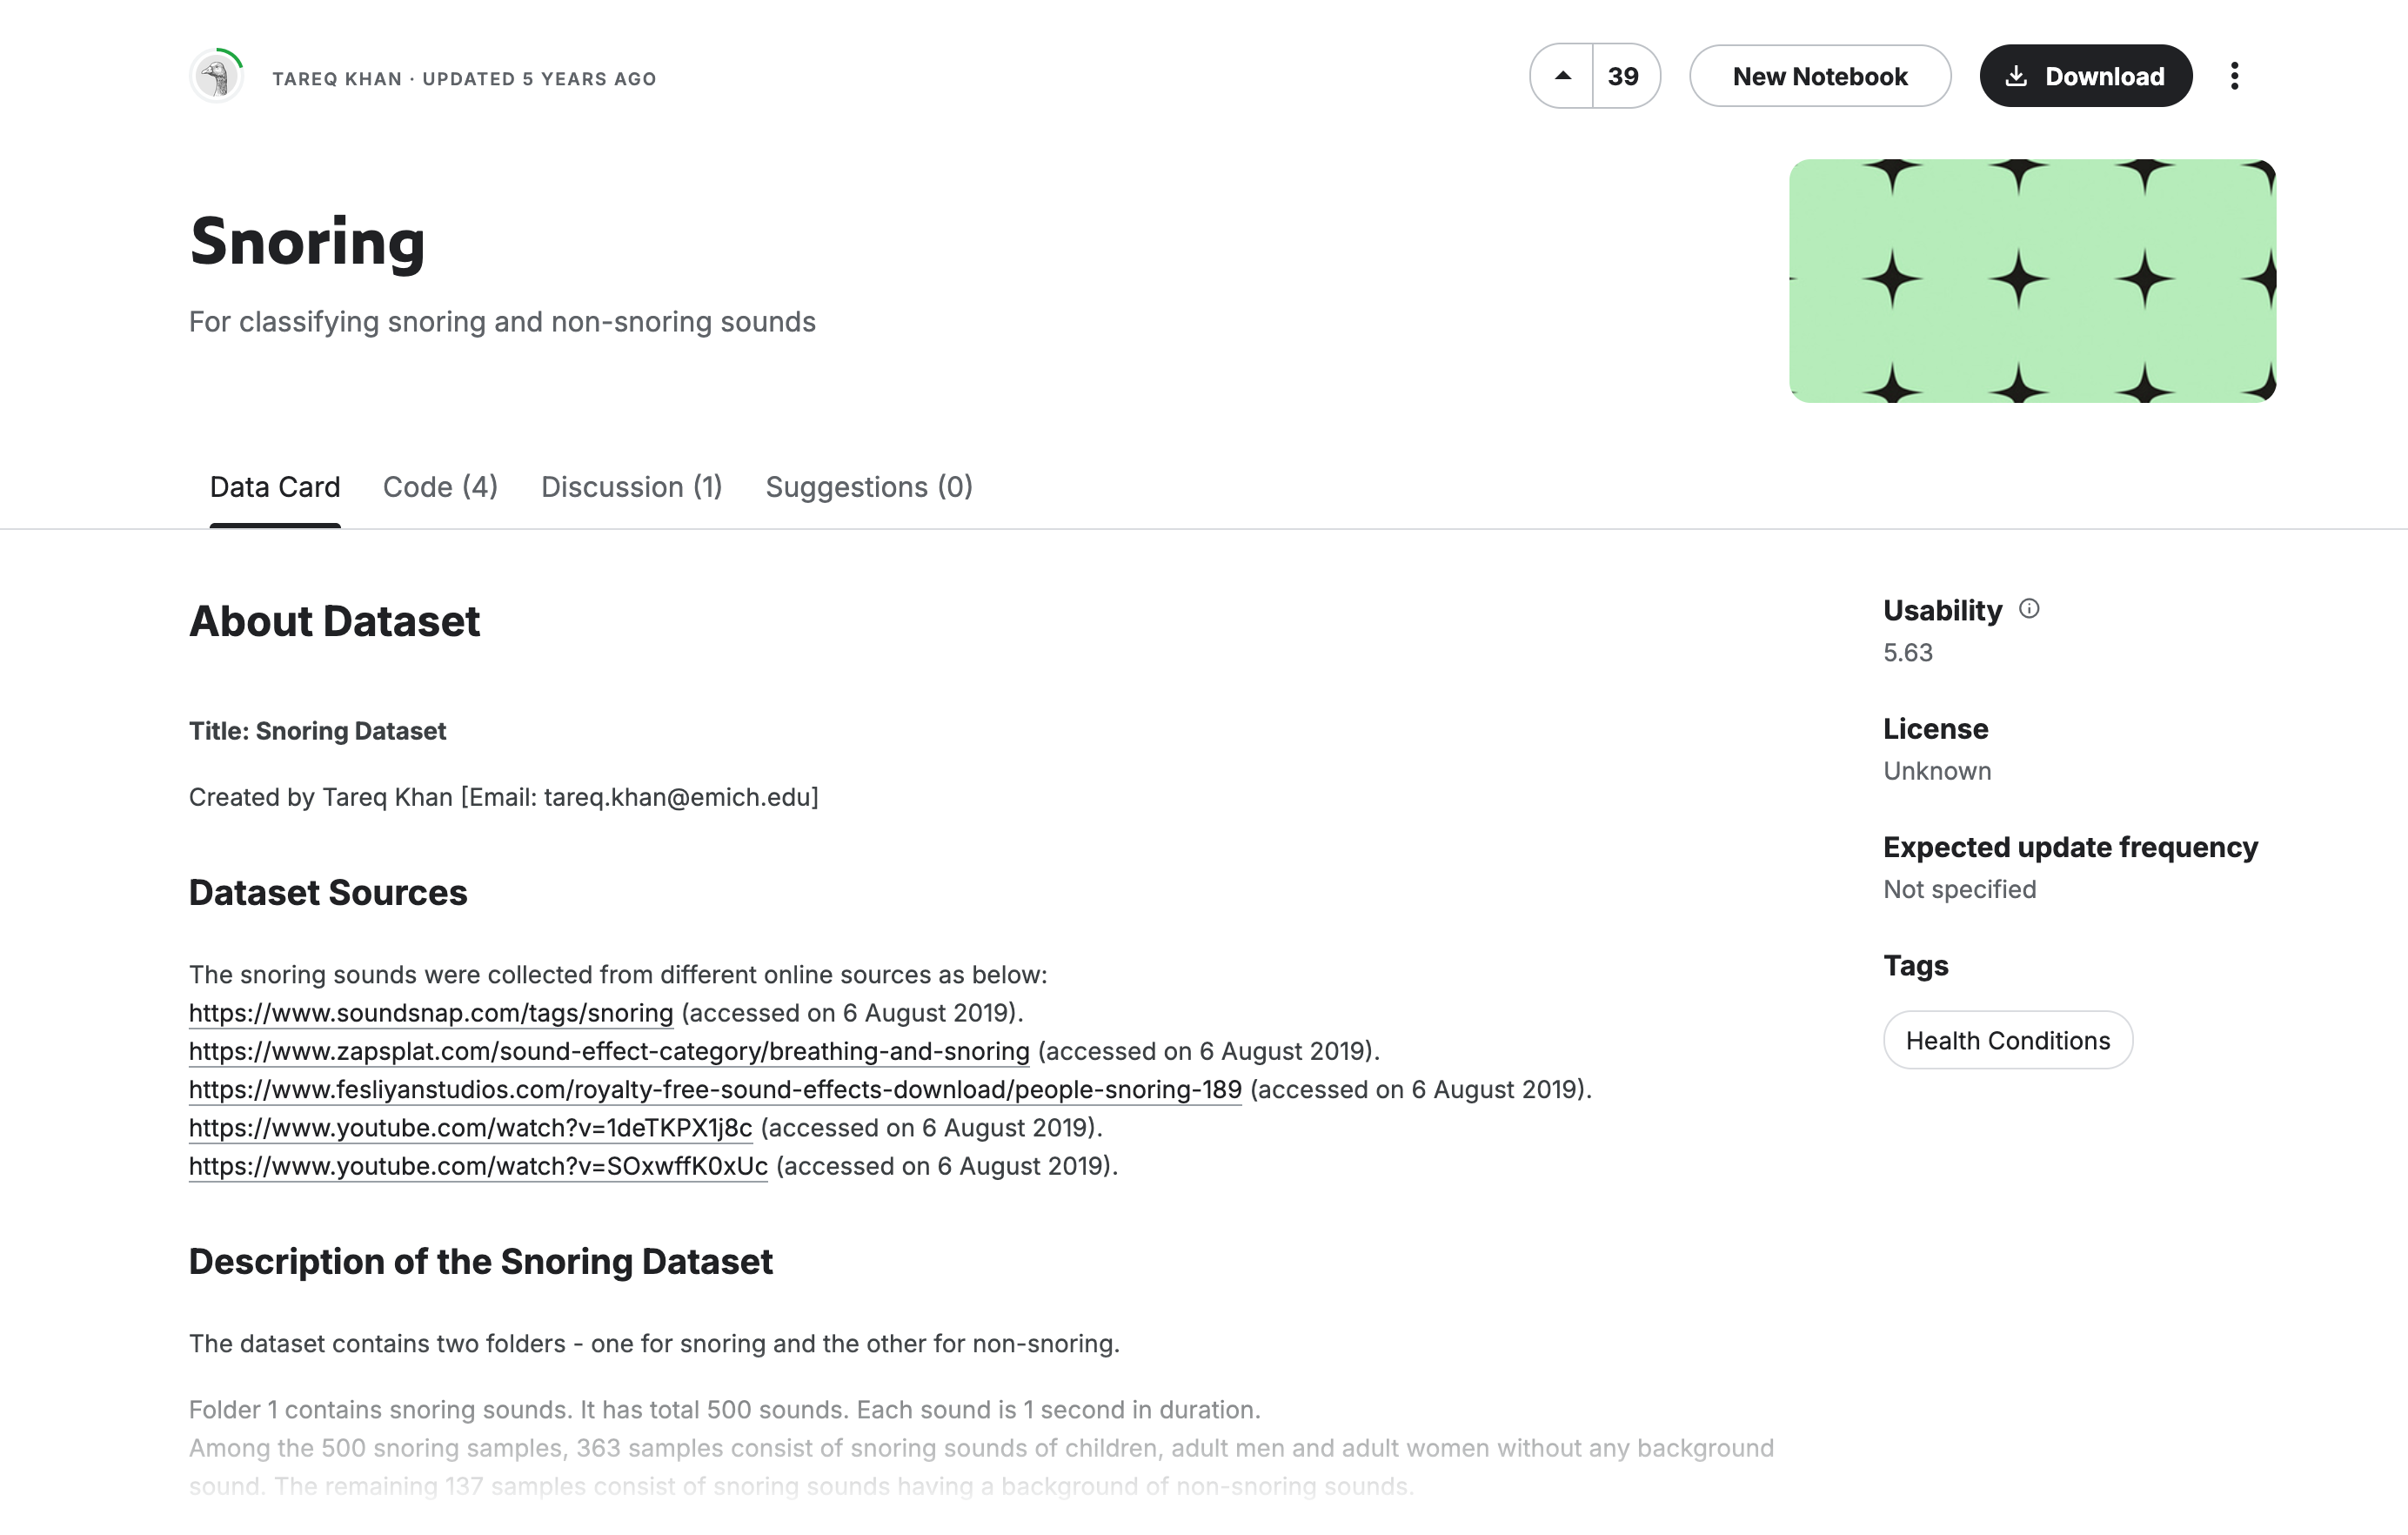 TAREQ KHAN · UPDATED 5 YEARS AGO
39
New Notebook
Download
Snoring
For classifying snoring and non-snoring sounds
Data Card
Code (4)
Discussion (1)
Suggestions (0)
About Dataset
Title: Snoring Dataset
Created by Tareq Khan [Email: tareq.khan@emich.edu]
Dataset Sources
The snoring sounds were collected from different online sources as below:
https://www.soundsnap.com/tags/snoring (accessed on 6 August 2019).
https://www.zapsplat.com/sound-effect-category/breathing-and-snoring (accessed on 6 August 2019).
https://www.fesliyanstudios.com/royalty-free-sound-effects-download/people-snoring-189 (accessed on 6 August 2019).
https://www.youtube.com/watch?v=1deTKPX1j8c (accessed on 6 August 2019).
https://www.youtube.com/watch?v=SOxwffK0xUc (accessed on 6 August 2019).
Description of the Snoring Dataset
The dataset contains two folders - one for snoring and the other for non-snoring.
Folder 1 contains snoring sounds. It has total 500 sounds. Each sound is 1 second in duration.
Among the 500 snoring samples, 363 samples consist of snoring sounds of children, adult men and adult women without any background
sound. The remaining 137 samples consist of snoring sounds having a background of non-snoring sounds.
Usability
5.63
License
Unknown
Expected update frequency
Not specified
Tags
Health Conditions